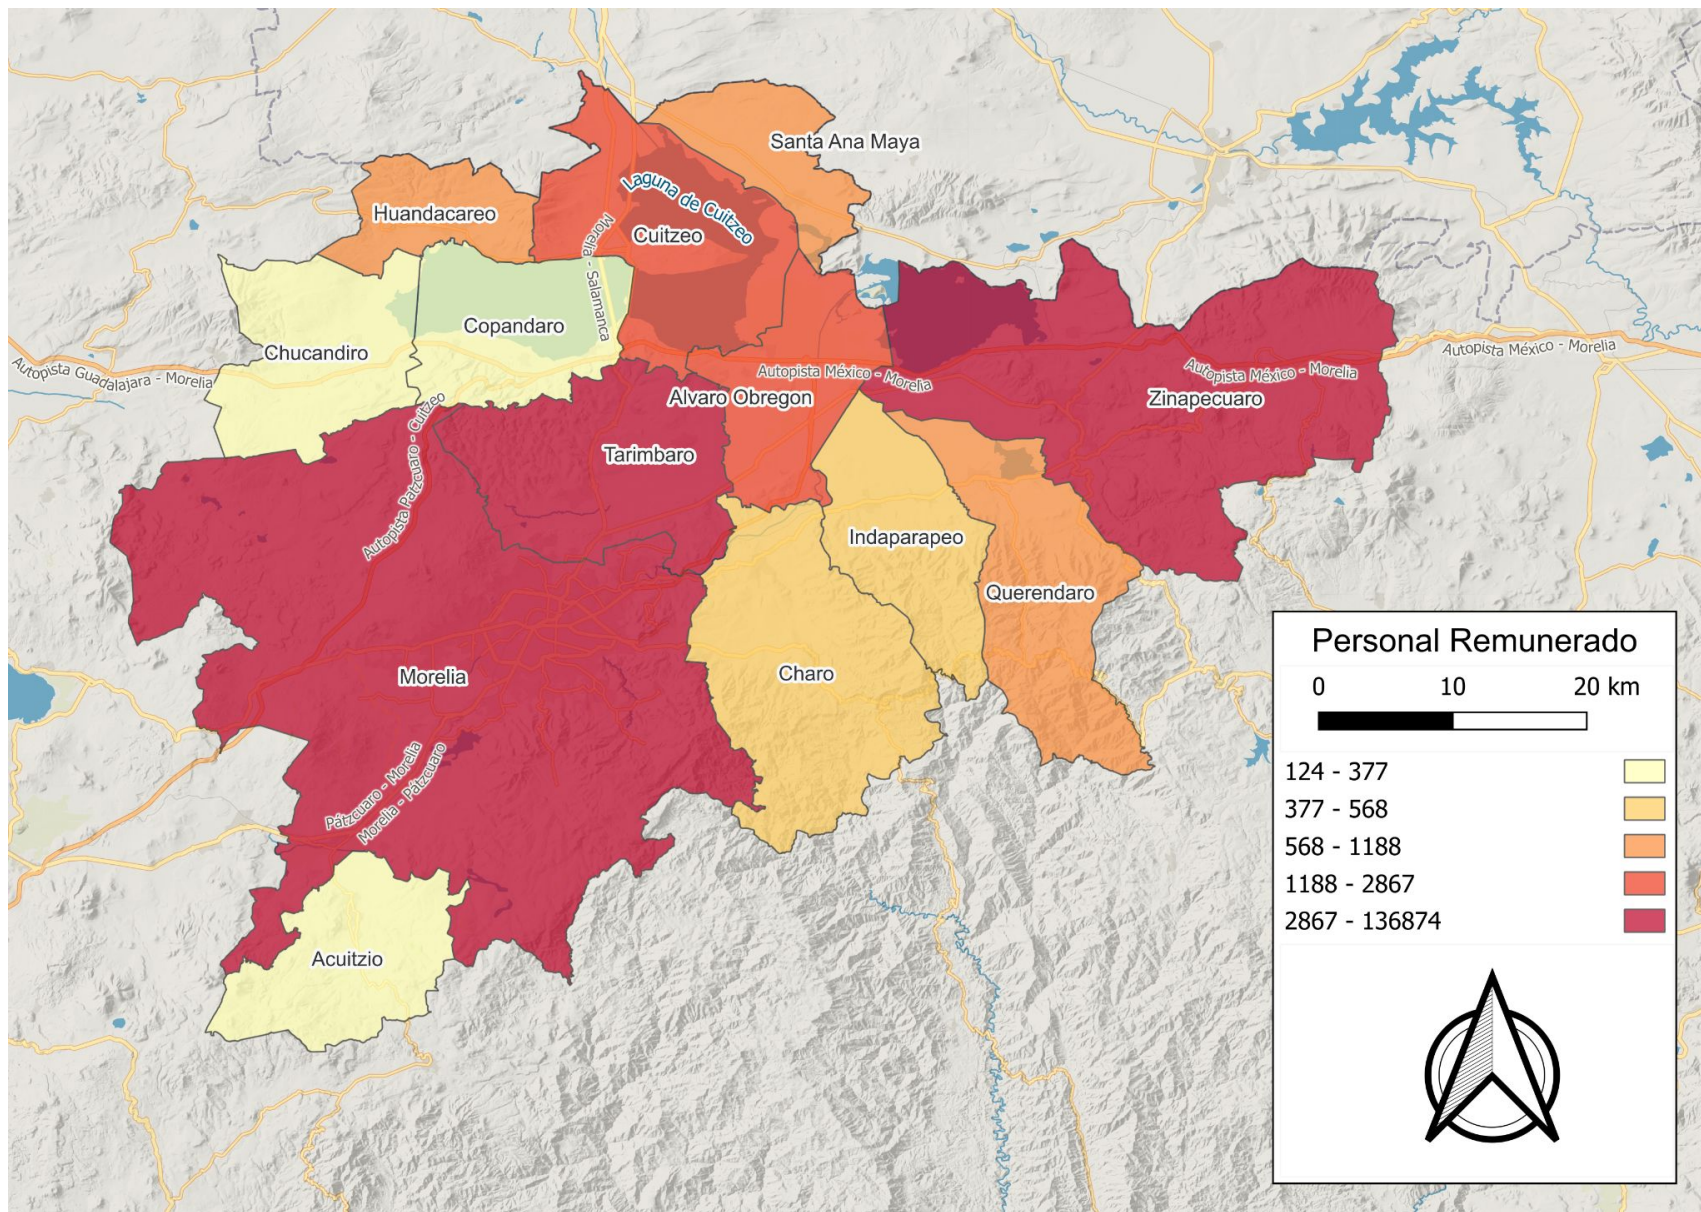 Santa Ana Maya
Laguna de Cuitzeo
Huandacareo
Cuitzeo
Morelia - Salamanca
Copandaro
Chucandiro
Autopista Guadalajara - Morelia
Autopista México - Morelia
Autopista México - Morelia
Autopista México - Morelia
Alvaro Obregon
Zinapecuaro
Autopista Patzcuaro - Cuitzeo
Tarimbaro
Indaparapeo
Querendaro
Morelia
Charo
Pátzcuaro - Morelia
Morelia - Pátzcuaro
Acuitzio
Personal Remunerado
0 10 20 km
124 - 377
377 - 568
568 - 1188
1188 - 2867
2867 - 136874